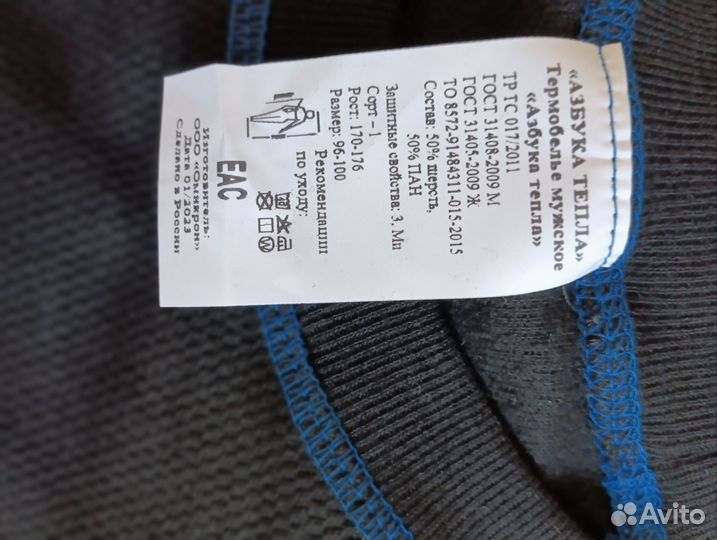 «АЗБУКА ТЕПЛА»
Термобелье мужское
«Азбука тепла»
ТР ТС 017/2011
ГОСТ 31408-2009 М
ГОСТ 31405-2009 Ж
ТО 8572-91484311-015-2015
Состав: 50% шерсть,
50% ПАН
Защитные свойства: З, Ми
Сорт – 1
Рост: 170-176
Размер: 96-100
Рекомендации
по уходу:
W
EAC
Изготовитель:
ООО «Сынкрон»
Дата 01/2023
Сделано в России
Avito